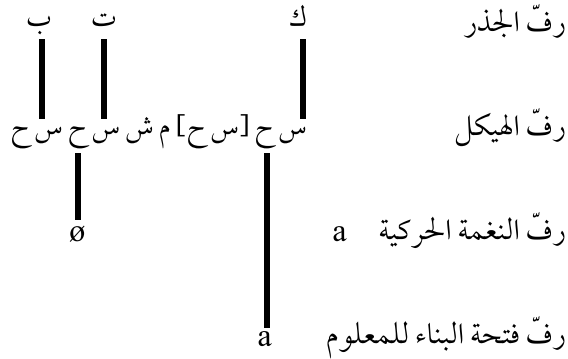 رفّ الجذر ك ت ب
رفّ الهيكل س ح [س ح] م ش س ح س ح
رفّ النغمة الحركية a ø
رفّ فتحة البناء للمعلوم a